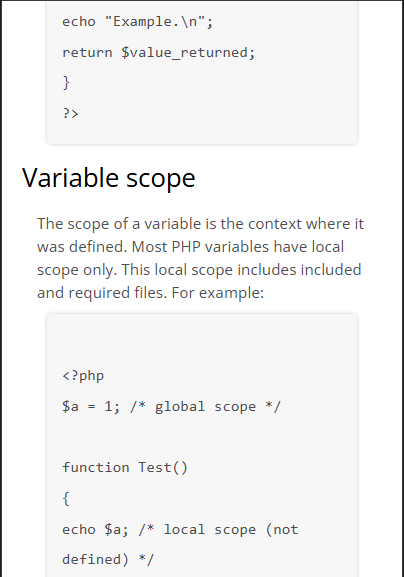 echo "Example.\n";
return $value_returned;
}
?>
Variable scope
The scope of a variable is the context where it
was defined. Most PHP variables have local
scope only. This local scope includes included
and required files. For example:
<?php
$a = 1; /* global scope */
function Test()
{
echo $a; /* local scope (not
defined) */